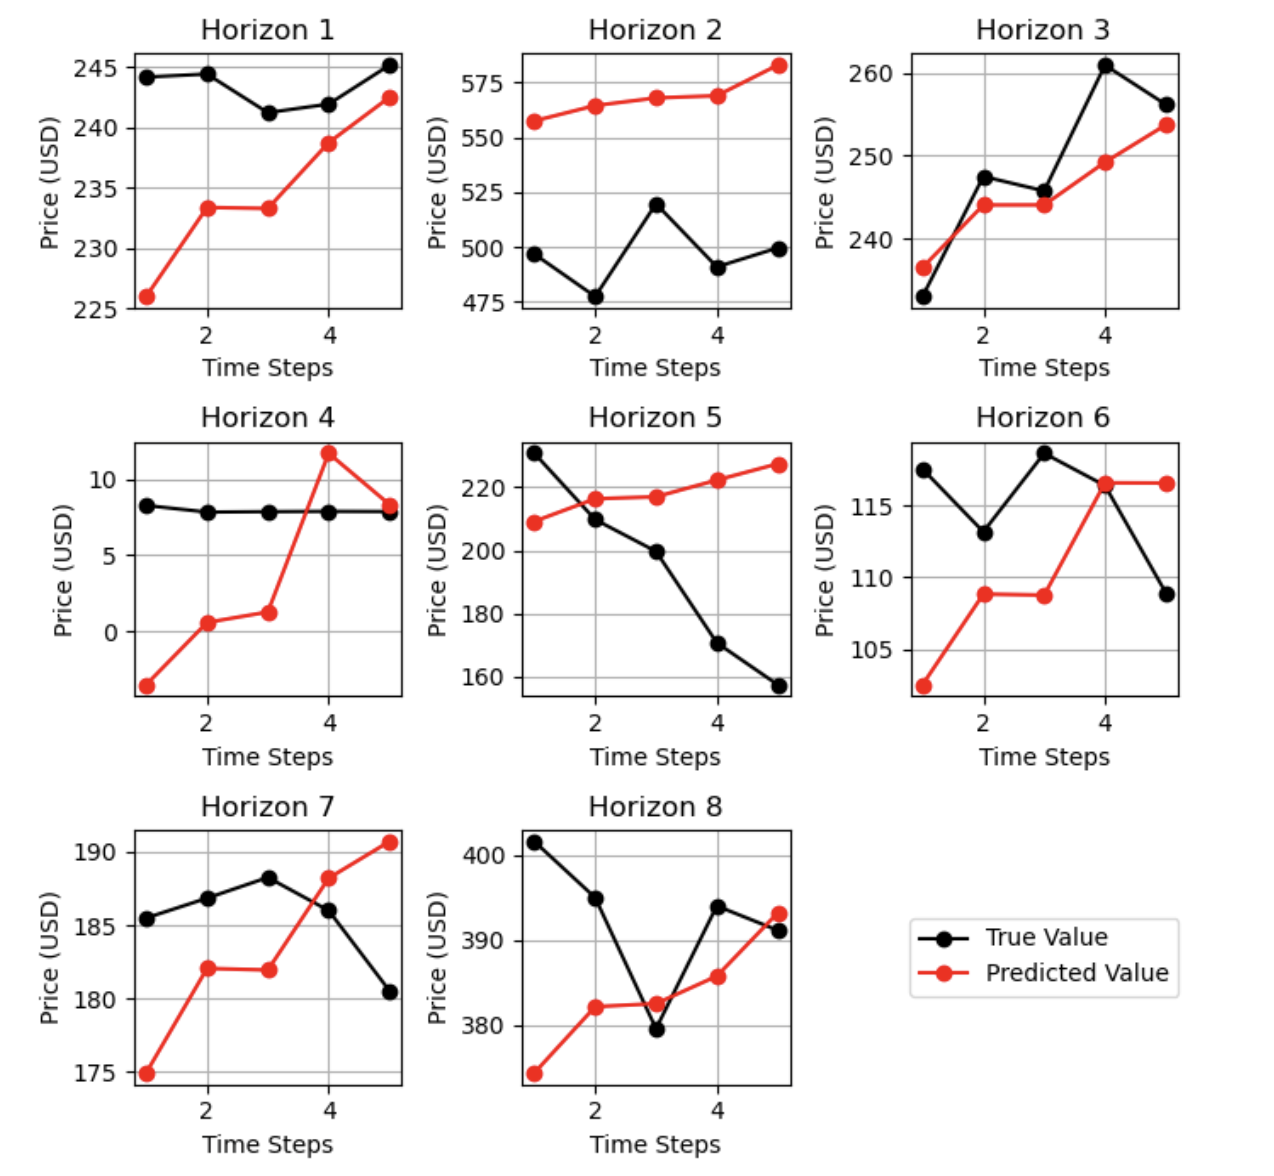 Horizon 1
245
240
235
230
225
Price (USD)
2 4
Time Steps
Horizon 2
575
550
525
500
475
Price (USD)
2 4
Time Steps
Horizon 3
260
250
240
Price (USD)
2 4
Time Steps
Horizon 4
10
5
0
Price (USD)
2 4
Time Steps
Horizon 5
220
200
180
160
Price (USD)
2 4
Time Steps
Horizon 6
115
110
105
Price (USD)
2 4
Time Steps
Horizon 7
190
185
180
175
Price (USD)
2 4
Time Steps
Horizon 8
400
390
380
Price (USD)
2 4
Time Steps
True Value
Predicted Value